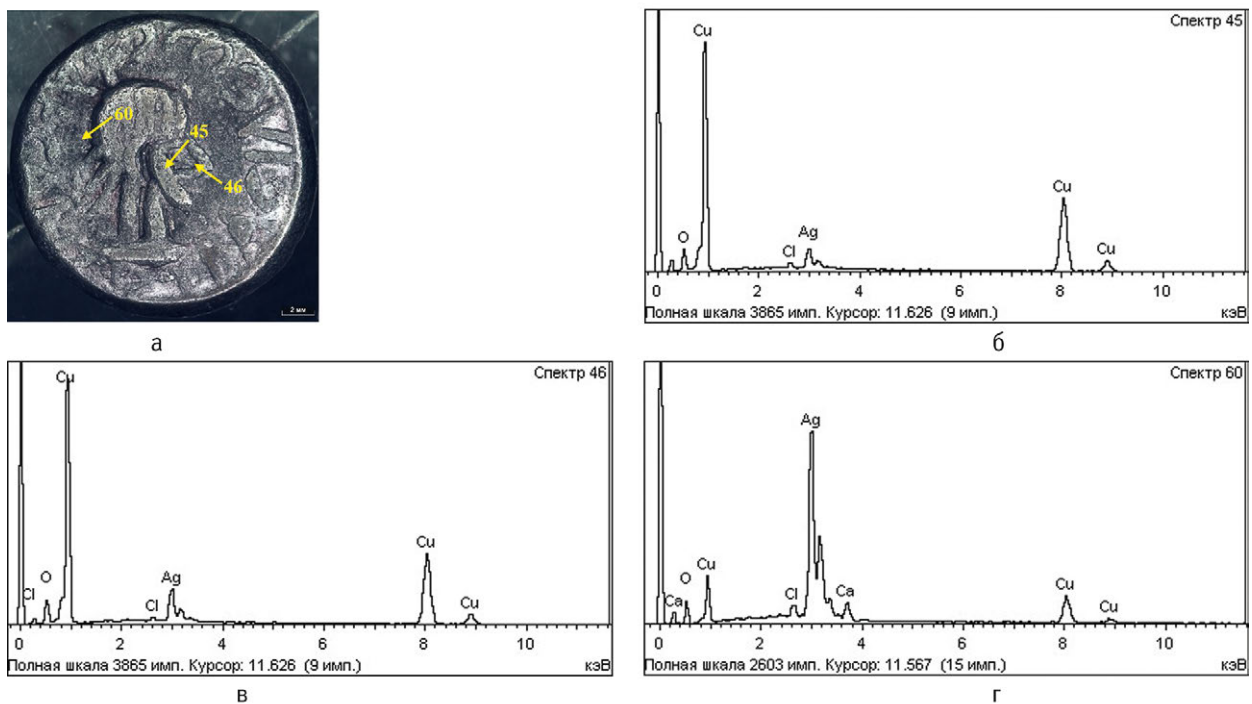 60
45
46
2 мм
а
Спектр 45
Cu
Cu
O
Cl
Ag
Cu
0 2 4 6 8 10
Полная шкала 3865 имп. Курсор: 11.626 (9 имп.)
кэВ
б
Спектр 46
Cu
Cl
O
Cl
Ag
Cu
Cu
0 2 4 6 8 10
Полная шкала 3865 имп. Курсор: 11.626 (9 имп.)
кэВ
в
Спектр 60
Ag
Ca
O
Cu
Cl
Ca
Cu
Cu
0 2 4 6 8 10
Полная шкала 2603 имп. Курсор: 11.567 (15 имп.)
кэВ
г